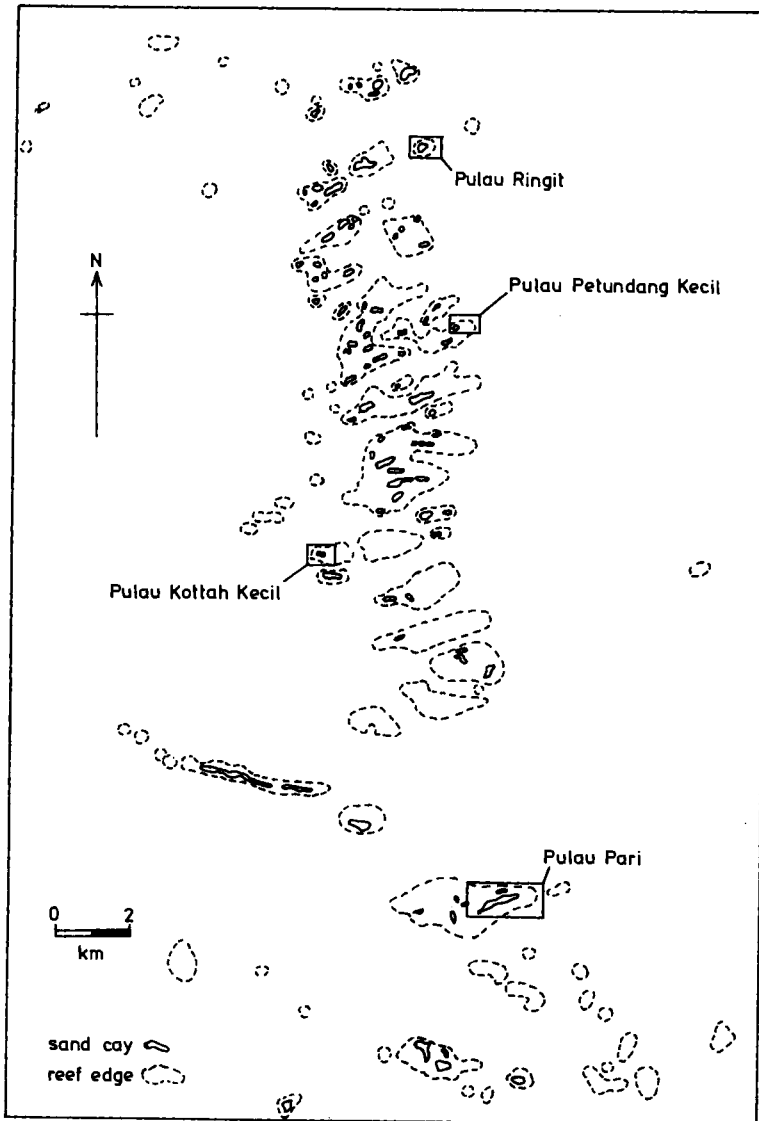 Pulau Ringit
N
Pulau Petundang Kecil
Pulau Kottah Kecil
Pulau Pari
0 2
km
sand cay
reef edge